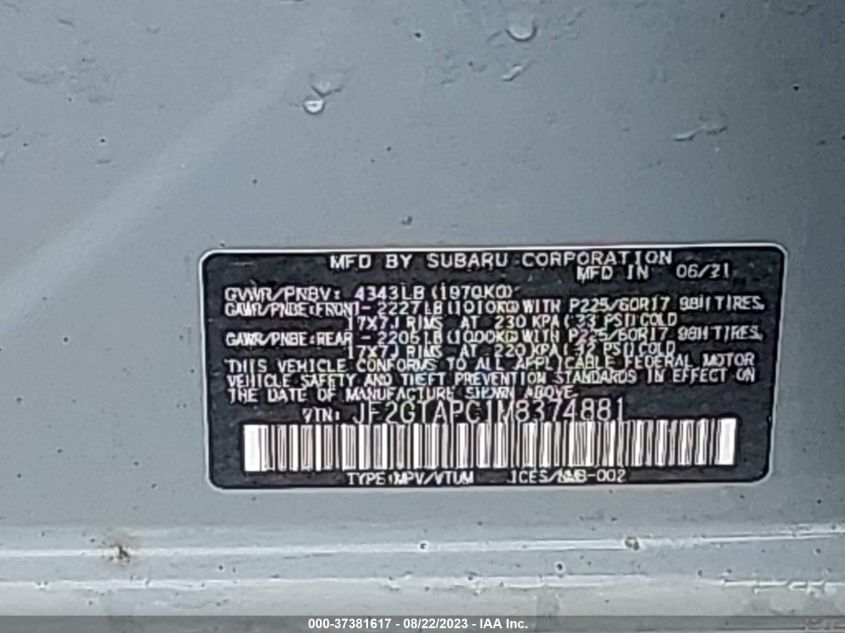 MFD BY SUBARU CORPORATION
MFD IN 06/21
GVWR/PNBV: 4343LB (1970KG)
GAWR/PNBE:FRONT- 2227LB (1010KG) WITH P225/60R17 98H TIRES,
17X7J RIMS AT 230 KPA (33 PSI) COLD
GAWR/PNBE:REAR - 2206LB (1000KG) WITH P225/60R17 98H TIRES,
17X7J RIMS AT 220 KPA (32 PSI) COLD
THIS VEHICLE CONFORMS TO ALL APPLICABLE FEDERAL MOTOR
VEHICLE SAFETY AND THEFT PREVENTION STANDARDS IN EFFECT ON
THE DATE OF MANUFACTURE SHOWN ABOVE.
VIN: JF2GTAPC1M8374881
TYPE:MPV/VTUM ICES/NMB-002
000-37381617 - 08/22/2023 - IAA Inc.